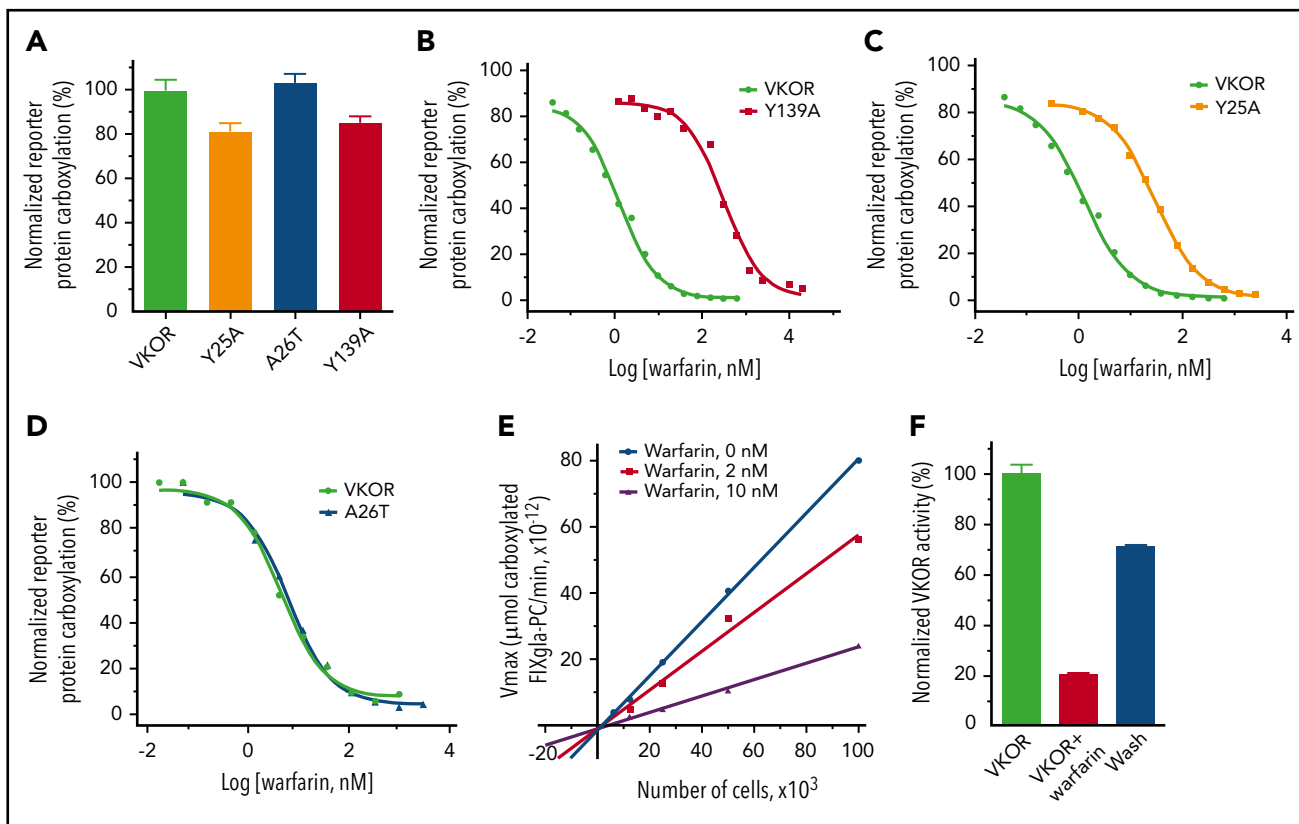 A
Normalized reporter
protein carboxylation (%)
100
80
60
40
20
0
VKOR
Y25A
A26T
Y139A
B
Normalized reporter
protein carboxylation (%)
100
80
60
40
20
0
VKOR
Y139A
0
2
4
Log [warfarin, nM]
C
Normalized reporter
protein carboxylation (%)
100
80
60
40
20
0
VKOR
Y25A
0
2
4
Log [warfarin, nM]
D
Normalized reporter
protein carboxylation (%)
100
80
60
40
20
0
VKOR
A26T
-2
0
2
4
Log [warfarin, nM]
E
Vmax (μmol carboxylated
FIXgla-PC/min, x10⁻¹²)
Warfarin, 0 nM
Warfarin, 2 nM
Warfarin, 10 nM
80
60
40
20
-20
20
40
60
80
100
Number of cells, x10³
F
Normalized VKOR activity (%)
100
80
60
40
20
0
VKOR
VKOR+
warfarin
Wash